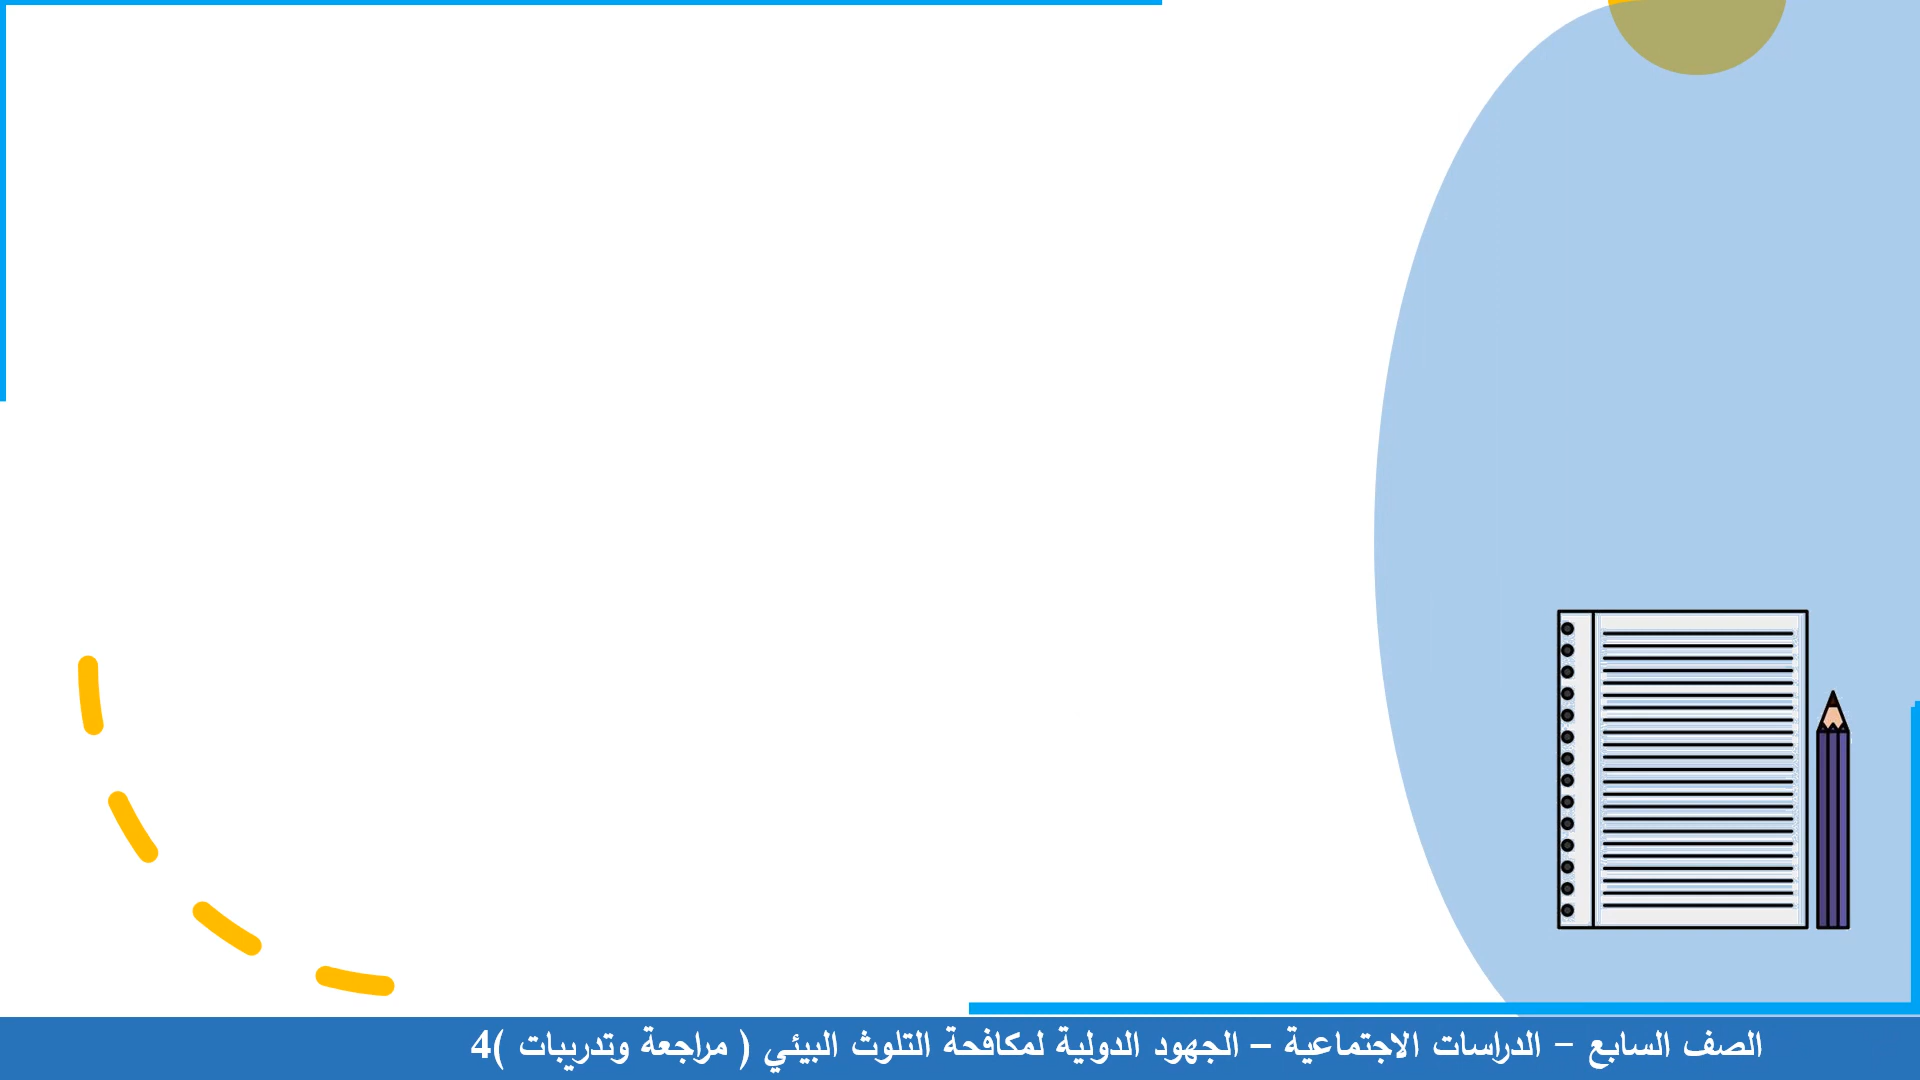 الصف السابع - الدراسات الاجتماعية – الجهود الدولية لمكافحة التلوث البيئي ( مراجعة وتدريبات )4